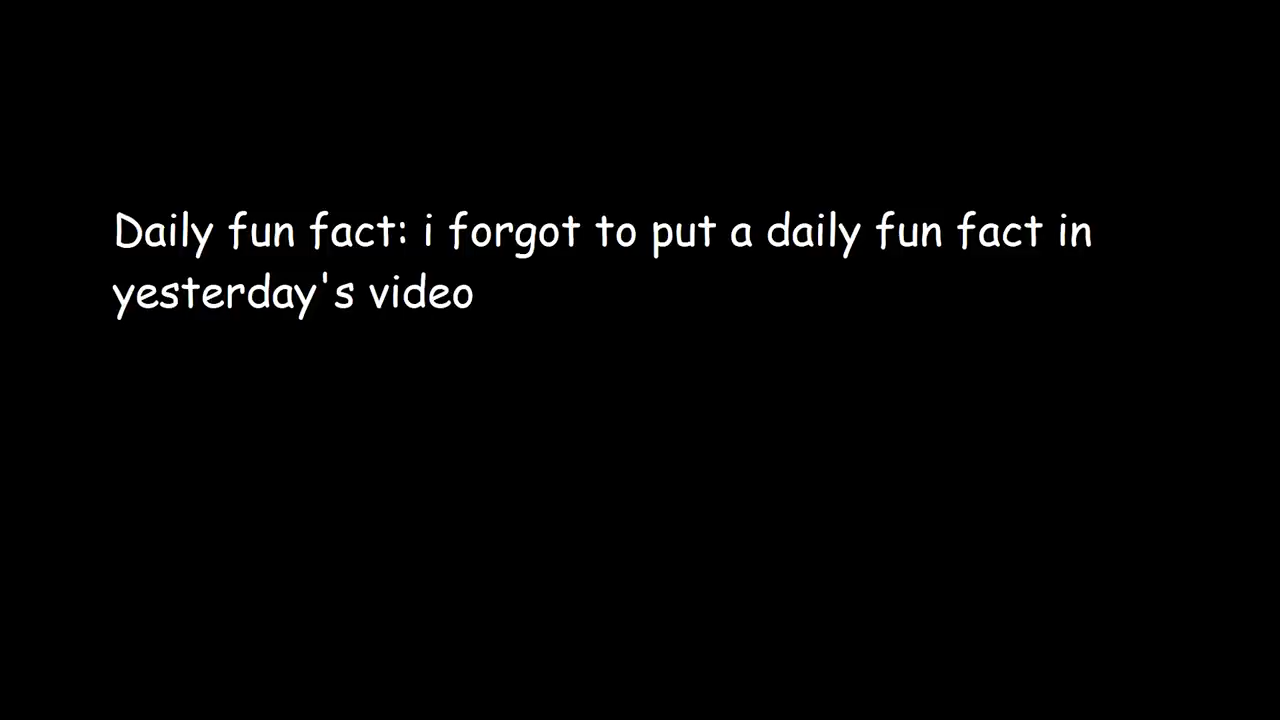 Daily fun fact: i forgot to put a daily fun fact in
yesterday's video